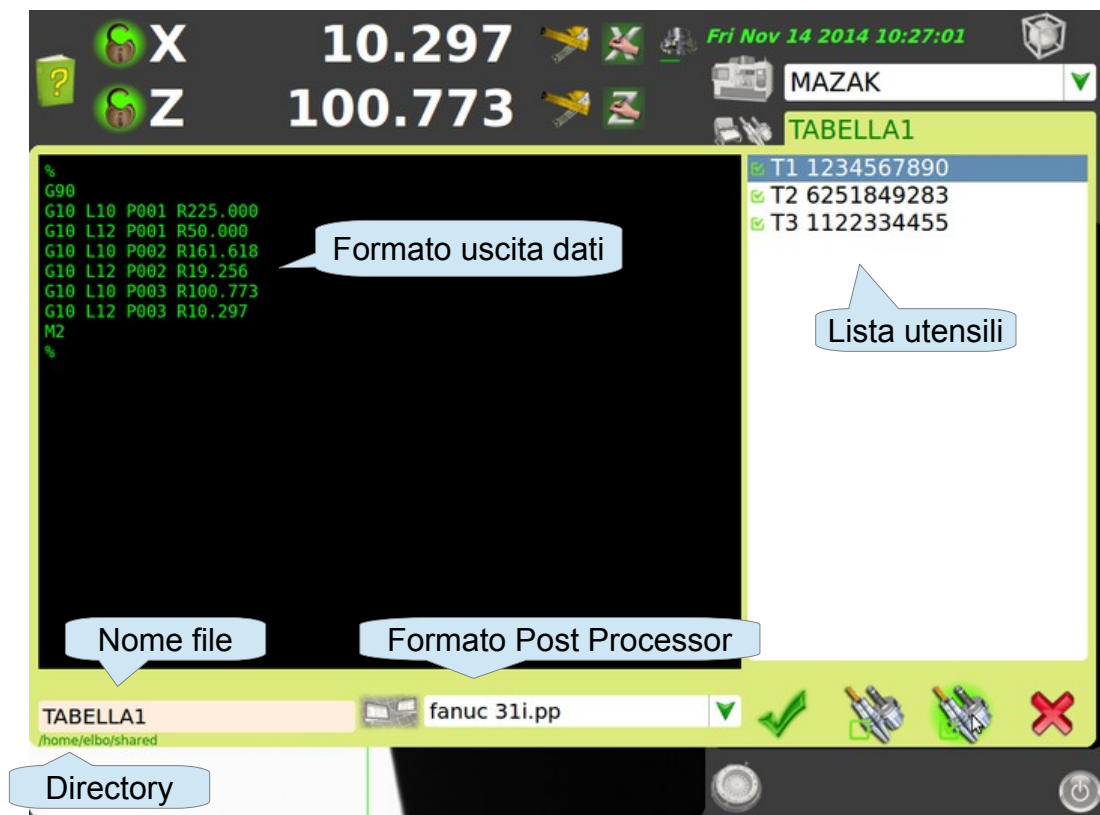 X 10.297
Fri Nov 14 2014 10:27:01
?
MAZAK
Z 100.773
Z
TABELLA1
%
G90
G10 L10 P001 R225.000
G10 L12 P001 R50.000
G10 L10 P002 R161.618
G10 L12 P002 R19.256
G10 L10 P003 R100.773
G10 L12 P003 R10.297
M2
%
Formato uscita dati
T1 1234567890
T2 6251849283
T3 1122334455
Lista utensili
Nome file
Formato Post Processor
TABELLA1
fanuc 31i.pp
/home/elbo/shared
Directory